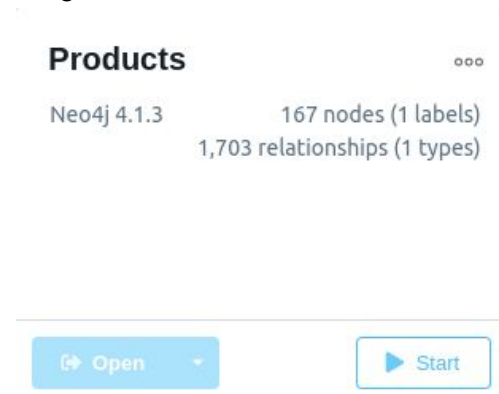 Products
Neo4j 4.1.3 167 nodes (1 labels)
1,703 relationships (1 types)
Open
Start